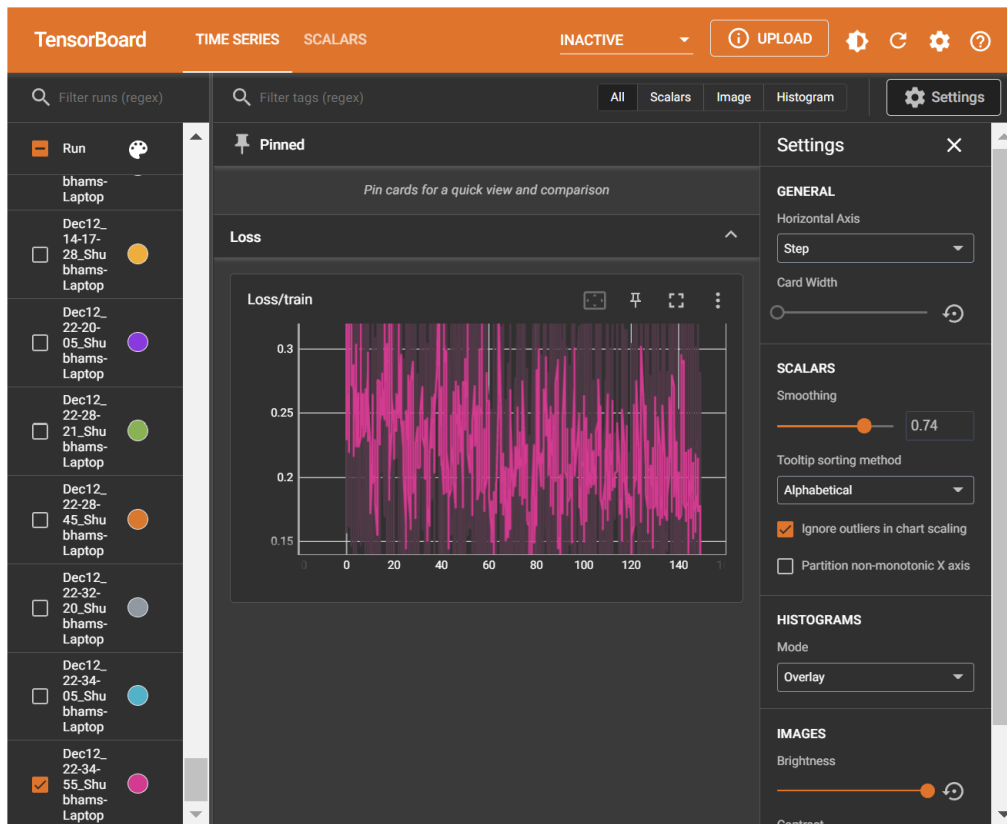 TensorBoard TIME SERIES SCALARS INACTIVE UPLOAD
Filter runs (regex)
Filter tags (regex)
All Scalars Image Histogram
Settings
Run
bhams-
Laptop
Dec12_
14-17-
28_Shu
bhams-
Laptop
Dec12_
22-20-
05_Shu
bhams-
Laptop
Dec12_
22-28-
21_Shu
bhams-
Laptop
Dec12_
22-28-
45_Shu
bhams-
Laptop
Dec12_
22-32-
20_Shu
bhams-
Laptop
Dec12_
22-34-
05_Shu
bhams-
Laptop
Dec12_
22-34-
55_Shu
bhams-
Laptop
Pinned
Pin cards for a quick view and comparison
Loss
Loss/train
0.3
0.25
0.2
0.15
0 0 20 40 60 80 100 120 140
Settings
GENERAL
Horizontal Axis
Step
Card Width
SCALARS
Smoothing
0.74
Tooltip sorting method
Alphabetical
Ignore outliers in chart scaling
Partition non-monotonic X axis
HISTOGRAMS
Mode
Overlay
IMAGES
Brightness
Contrast